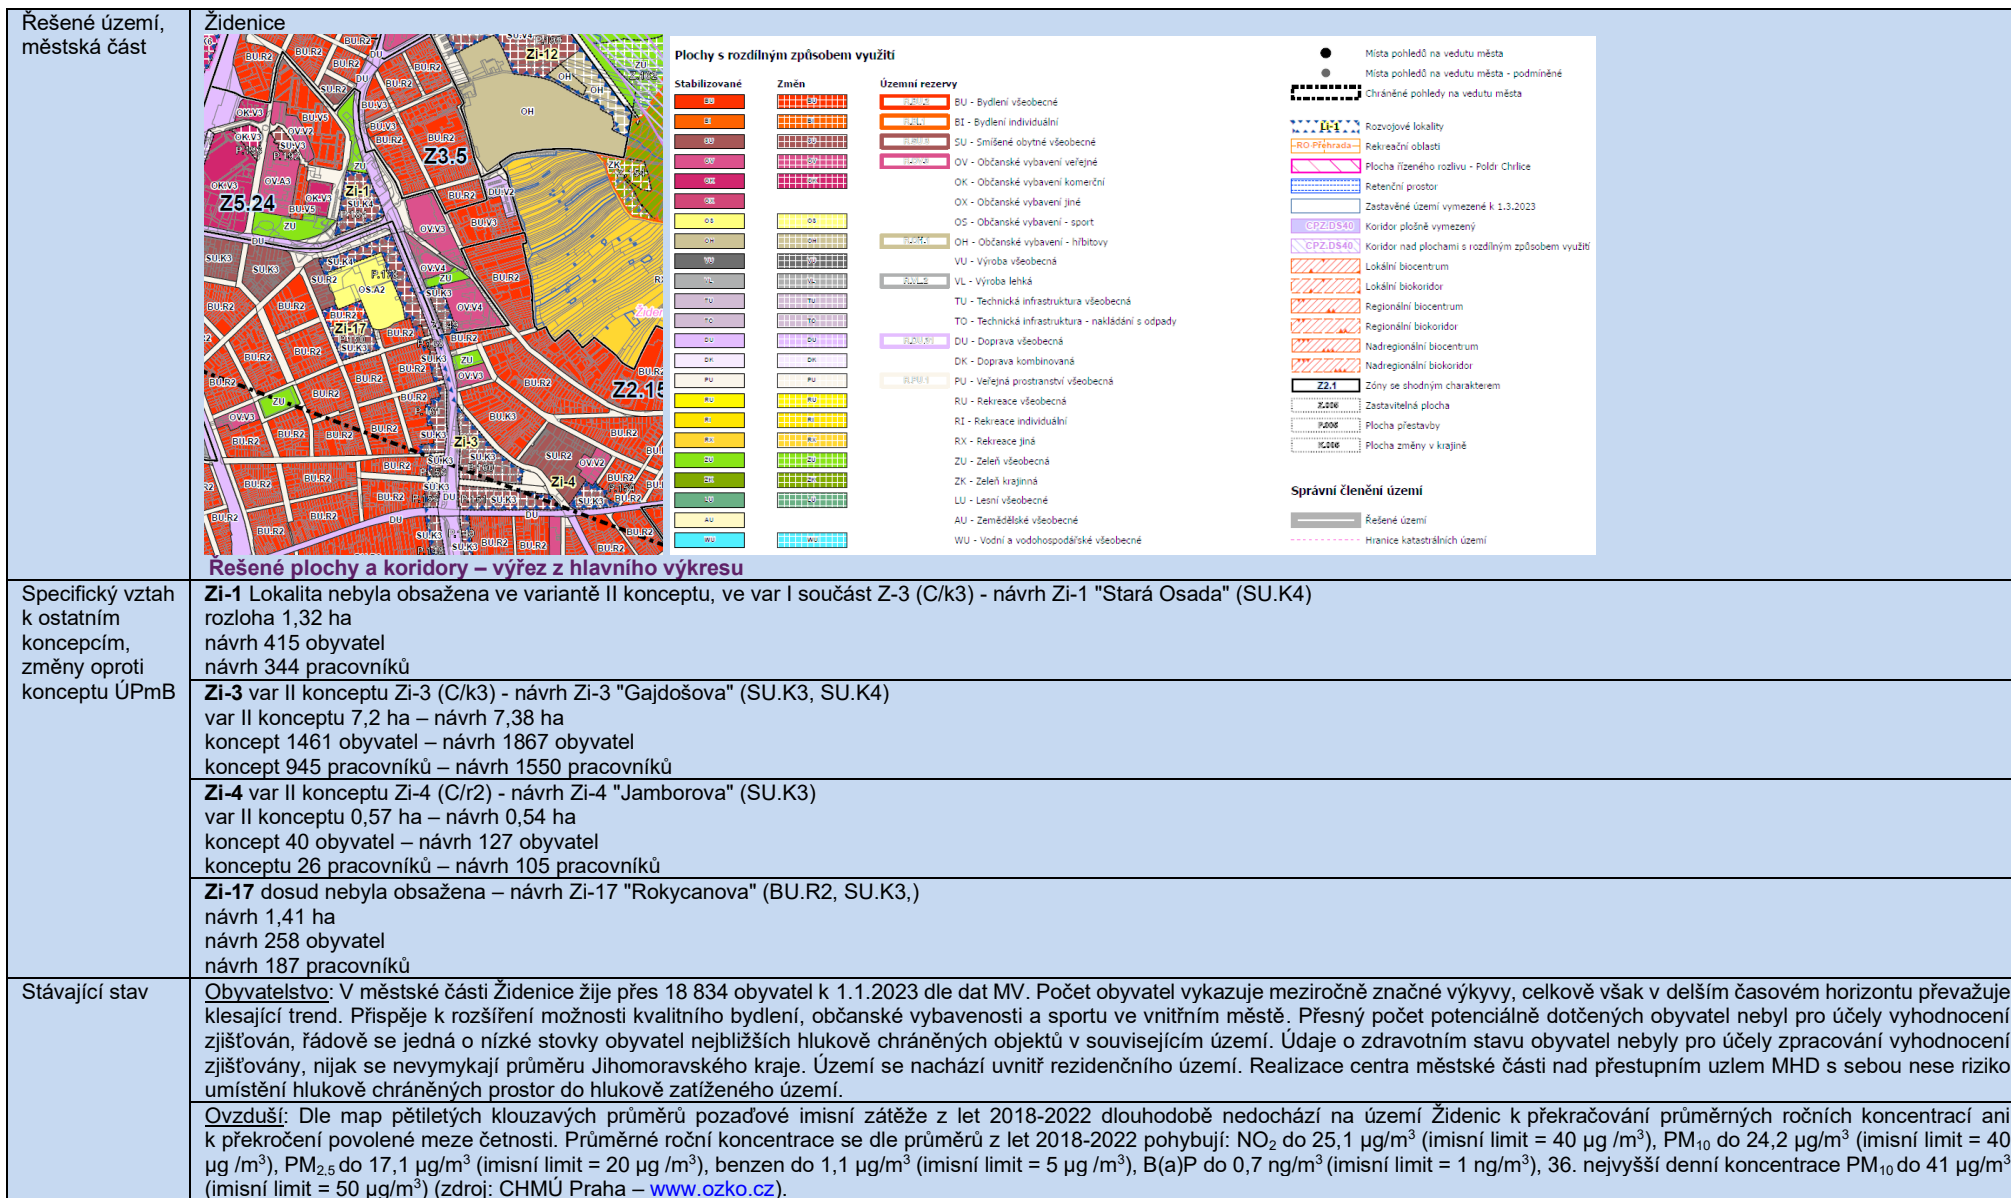 Řešené území,
městská část
Židenice
Zi-12
Z3.5
Zi-1
Z5.24
Zi-17
Z2.15
Zi-3
Zi-4
Plochy s rozdílným způsobem využití
Stabilizované Změn Územní rezervy
BU - Bydlení všeobecné
BI - Bydlení individuální
SU - Smíšené obytné všeobecné
OV - Občanské vybavení veřejné
OK - Občanské vybavení komerční
OX - Občanské vybavení jiné
OS - Občanské vybavení - sport
OH - Občanské vybavení - hřbitovy
VU - Výroba všeobecná
VL - Výroba lehká
TU - Technická infrastruktura všeobecná
TO - Technická infrastruktura - nakládání s odpady
DU - Doprava všeobecná
DK - Doprava kombinovaná
PU - Veřejná prostranství všeobecná
RU - Rekreace všeobecná
RI - Rekreace individuální
RX - Rekreace jiná
ZU - Zeleň všeobecná
ZK - Zeleň krajinná
LU - Lesní všeobecné
AU - Zemědělské všeobecné
WU - Vodní a vodohospodářské všeobecné
Místa pohledů na vedutu města
Místa pohledů na vedutu města - podmíněné
Chráněné pohledy na vedutu města
Li-1 Rozvojové lokality
RO Přehrada Rekreační oblasti
Plocha řízeného rozlivu - Poldr Chrlice
Retenční prostor
Zastavěné území vymezené k 1.3.2023
CPZ.DS40 Koridor plošně vymezený
CPZ.DS40 Koridor nad plochami s rozdílným způsobem využití
Lokální biocentrum
Lokální biokoridor
Regionální biocentrum
Regionální biokoridor
Nadregionální biocentrum
Nadregionální biokoridor
Z2.1 Zóny se shodným charakterem
Z.006 Zastavitelná plocha
P.006 Plocha přestavby
K.006 Plocha změny v krajině
Správní členění území
Řešené území
Hranice katastrálních území
Řešené plochy a koridory – výřez z hlavního výkresu
Specifický vztah
k ostatním
koncepcím,
změny oproti
konceptu ÚPmB
Zi-1 Lokalita nebyla obsažena ve variantě II konceptu, ve var I součást Z-3 (C/k3) - návrh Zi-1 "Stará Osada" (SU.K4)
rozloha 1,32 ha
návrh 415 obyvatel
návrh 344 pracovníků
Zi-3 var II konceptu Zi-3 (C/k3) - návrh Zi-3 "Gajdošova" (SU.K3, SU.K4)
var II konceptu 7,2 ha – návrh 7,38 ha
koncept 1461 obyvatel – návrh 1867 obyvatel
koncept 945 pracovníků – návrh 1550 pracovníků
Zi-4 var II konceptu Zi-4 (C/r2) - návrh Zi-4 "Jamborova" (SU.K3)
var II konceptu 0,57 ha – návrh 0,54 ha
koncept 40 obyvatel – návrh 127 obyvatel
konceptu 26 pracovníků – návrh 105 pracovníků
Zi-17 dosud nebyla obsažena – návrh Zi-17 "Rokycanova" (BU.R2, SU.K3,)
návrh 1,41 ha
návrh 258 obyvatel
návrh 187 pracovníků
Stávající stav
Obyvatelstvo: V městské části Židenice žije přes 18 834 obyvatel k 1.1.2023 dle dat MV. Počet obyvatel vykazuje meziročně značné výkyvy, celkově však v delším časovém horizontu převažuje
klesající trend. Přispěje k rozšíření možnosti kvalitního bydlení, občanské vybavenosti a sportu ve vnitřním městě. Přesný počet potenciálně dotčených obyvatel nebyl pro účely vyhodnocení
zjišťován, řádově se jedná o nízké stovky obyvatel nejbližších hlukově chráněných objektů v souvisejícím území. Údaje o zdravotním stavu obyvatel nebyly pro účely zpracování vyhodnocení
zjišťovány, nijak se nevymykají průměru Jihomoravského kraje. Území se nachází uvnitř rezidenčního území. Realizace centra městské části nad přestupním uzlem MHD s sebou nese riziko
umístění hlukově chráněných prostor do hlukově zatíženého území.
Ovzduší: Dle map pětiletých klouzavých průměrů pozaďové imisní zátěže z let 2018-2022 dlouhodobě nedochází na území Židenic k překračování průměrných ročních koncentrací ani
k překročení povolené meze četnosti. Průměrné roční koncentrace se dle průměrů z let 2018-2022 pohybují: NO₂ do 25,1 µg/m³ (imisní limit = 40 µg /m³), PM₁₀ do 24,2 µg/m³ (imisní limit = 40
µg /m³), PM₂.₅ do 17,1 µg/m³ (imisní limit = 20 µg /m³), benzen do 1,1 µg/m³ (imisní limit = 5 µg /m³), B(a)P do 0,7 ng/m³ (imisní limit = 1 ng/m³), 36. nejvyšší denní koncentrace PM₁₀ do 41 µg/m³
(imisní limit = 50 µg/m³) (zdroj: CHMÚ Praha – www.ozko.cz).